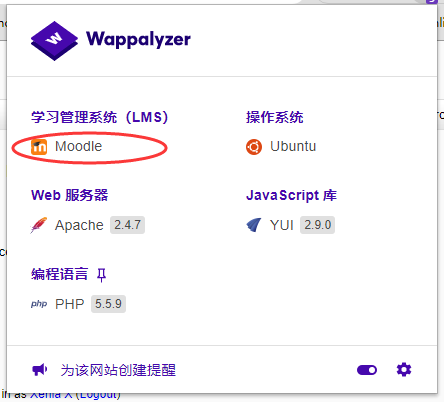 Wappalyzer
学习管理系统（LMS）
Moodle
操作系统
Ubuntu
Web 服务器
Apache 2.4.7
JavaScript 库
YUI 2.9.0
编程语言
php PHP 5.5.9
为该网站创建提醒
in as Xenia X (Logout)